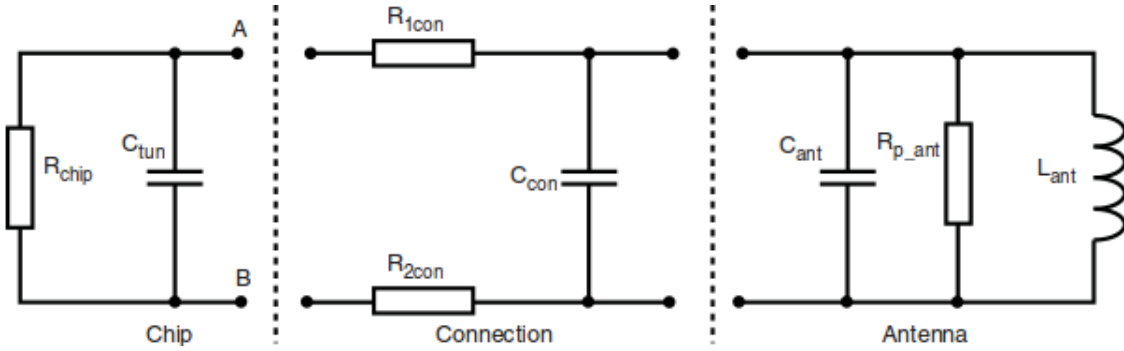 A
R1con
Ctun
Rchip
Ccon
Cant
Rp_ant
Lant
B
R2con
Chip
Connection
Antenna